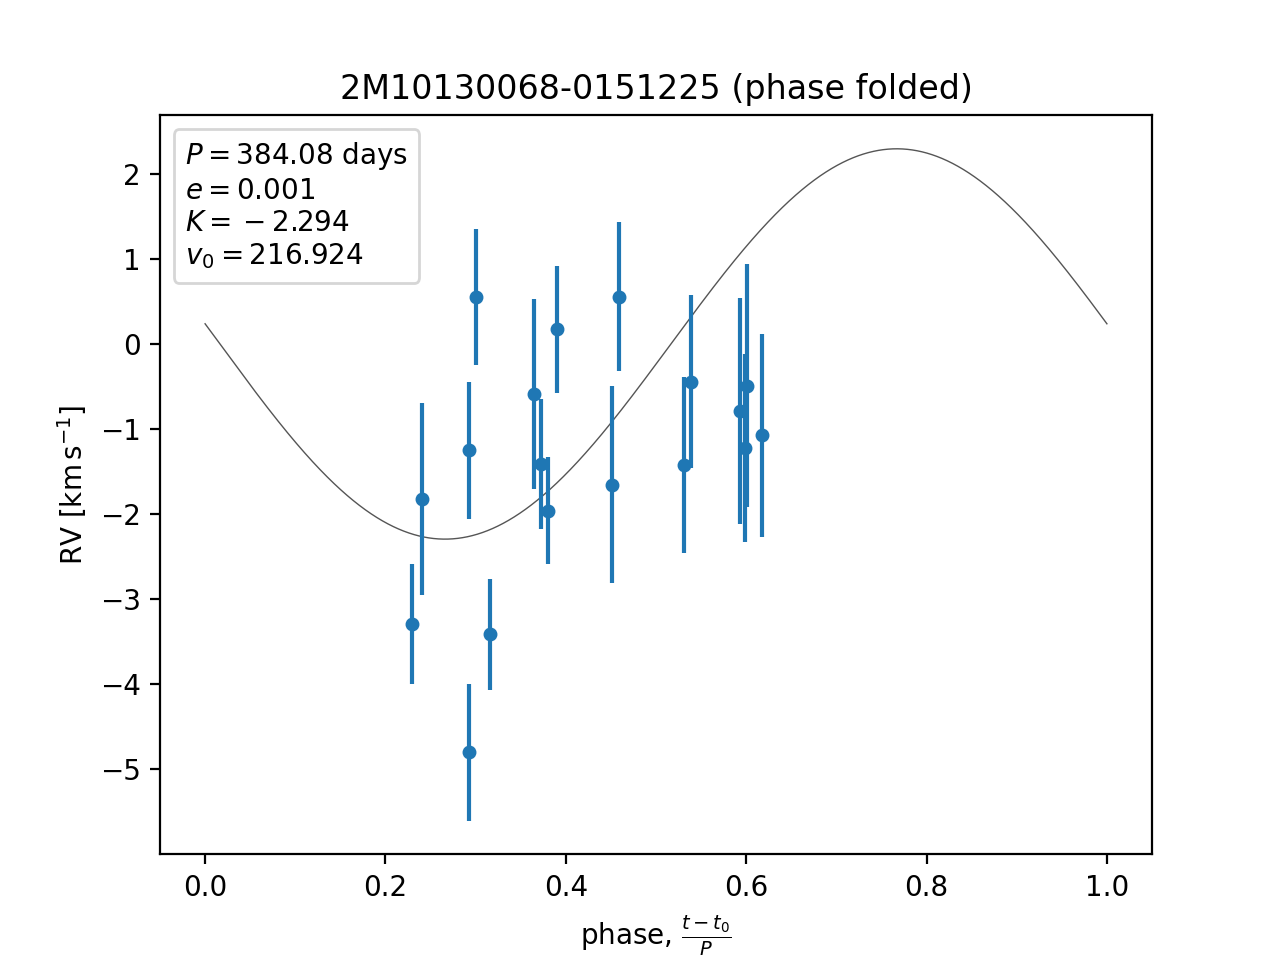 2M10130068-0151225 (phase folded)
P = 384.08 days
e = 0.001
K = −2.294
v₀ = 216.924
2
1
0
−1
−2
−3
−4
−5
RV [km s⁻¹]
0.0 0.2 0.4 0.6 0.8 1.0
phase, (t − t₀)/P